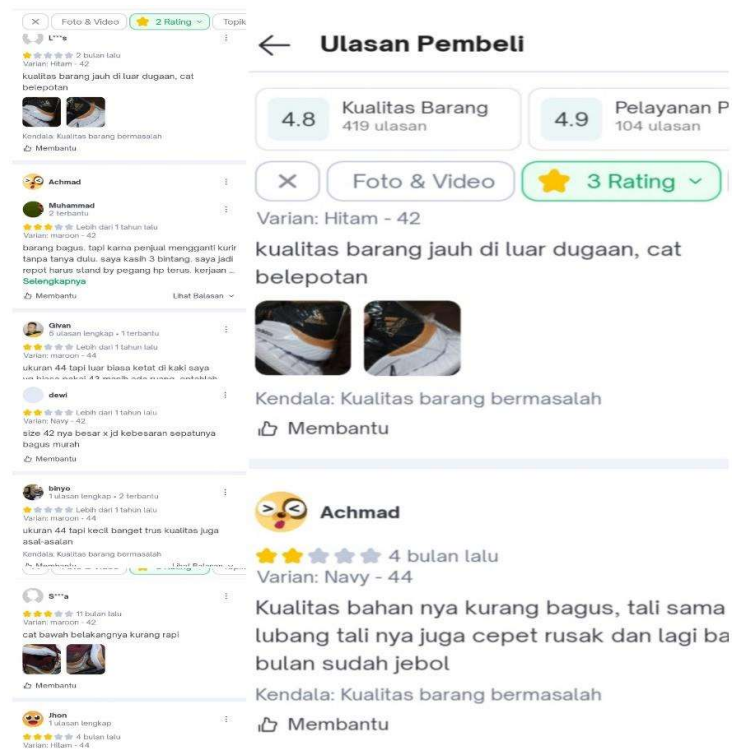 Foto & Video
2 Rating
Topik
L***s
2 bulan lalu
Varian: Hitam - 42
kualitas barang jauh di luar dugaan, cat
belepotan
Kendala: Kualitas barang bermasalah
Membantu
Achmad
Muhammad
2 terbantu
Lebih dari 1 tahun lalu
Varian: maroon - 42
barang bagus. tapi karna penjual mengganti kurir
tanpa tanya dulu. saya kasih 3 bintang. saya jadi
repot harus stand by pegang hp terus. kerjaan ...
Selengkapnya
Membantu
Lihat Balasan
Givan
5 ulasan lengkap • 1 terbantu
Lebih dari 1 tahun lalu
Varian: maroon - 44
ukuran 44 tapi luar biasa ketat di kaki saya
dewi
Lebih dari 1 tahun lalu
Varian: Navy - 42
size 42 nya besar x jd kebesaran sepatunya
bagus murah
Membantu
binyo
1 ulasan lengkap • 2 terbantu
Lebih dari 1 tahun lalu
Varian: maroon - 44
ukuran 44 tapi kecil banget trus kualitas juga
asal-asalan
Kendala: Kualitas barang bermasalah
S***a
11 bulan lalu
Varian: maroon - 42
cat bawah belakangnya kurang rapi
Membantu
Jhon
1 ulasan lengkap
4 bulan lalu
Varian: Hitam - 44
Ulasan Pembeli
4.8
Kualitas Barang
419 ulasan
4.9
Pelayanan P
104 ulasan
Foto & Video
3 Rating
Varian: Hitam - 42
kualitas barang jauh di luar dugaan, cat
belepotan
Kendala: Kualitas barang bermasalah
Membantu
Achmad
4 bulan lalu
Varian: Navy - 44
Kualitas bahan nya kurang bagus, tali sama
lubang tali nya juga cepet rusak dan lagi ba
bulan sudah jebol
Kendala: Kualitas barang bermasalah
Membantu